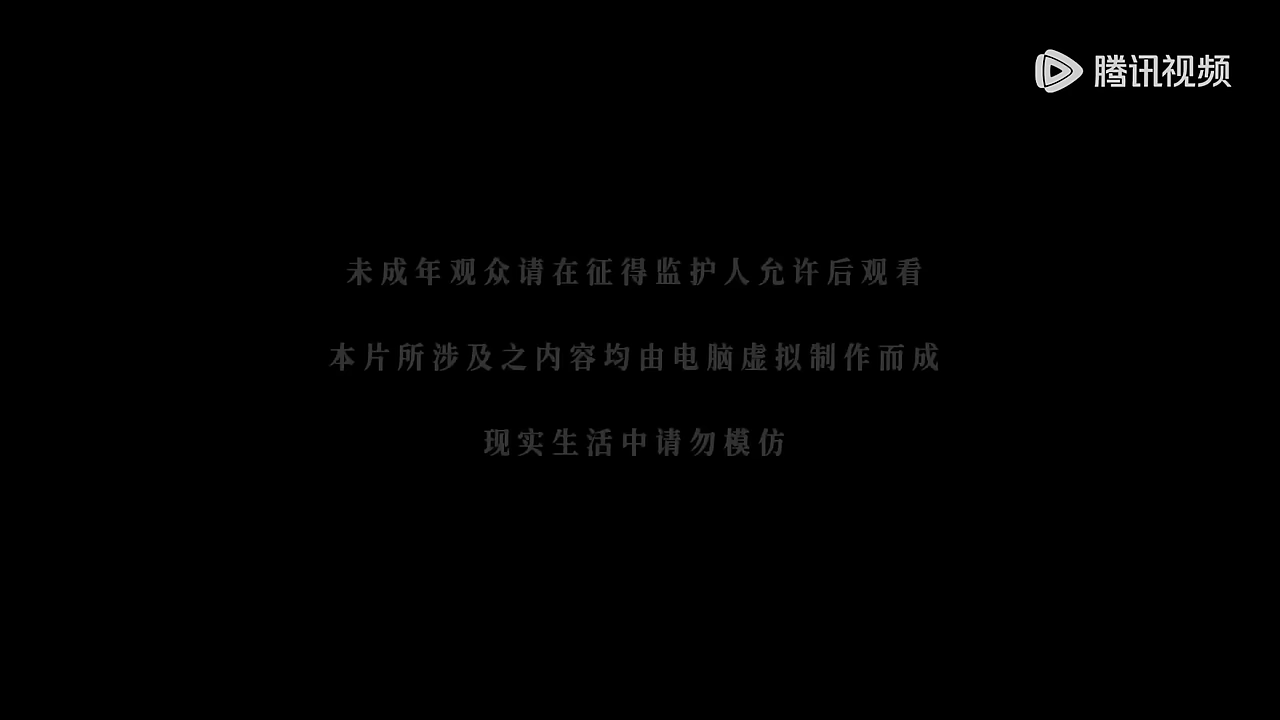 腾讯视频
未成年观众请在征得监护人允许后观看
本片所涉及之内容均由电脑虚拟制作而成
现实生活中请勿模仿